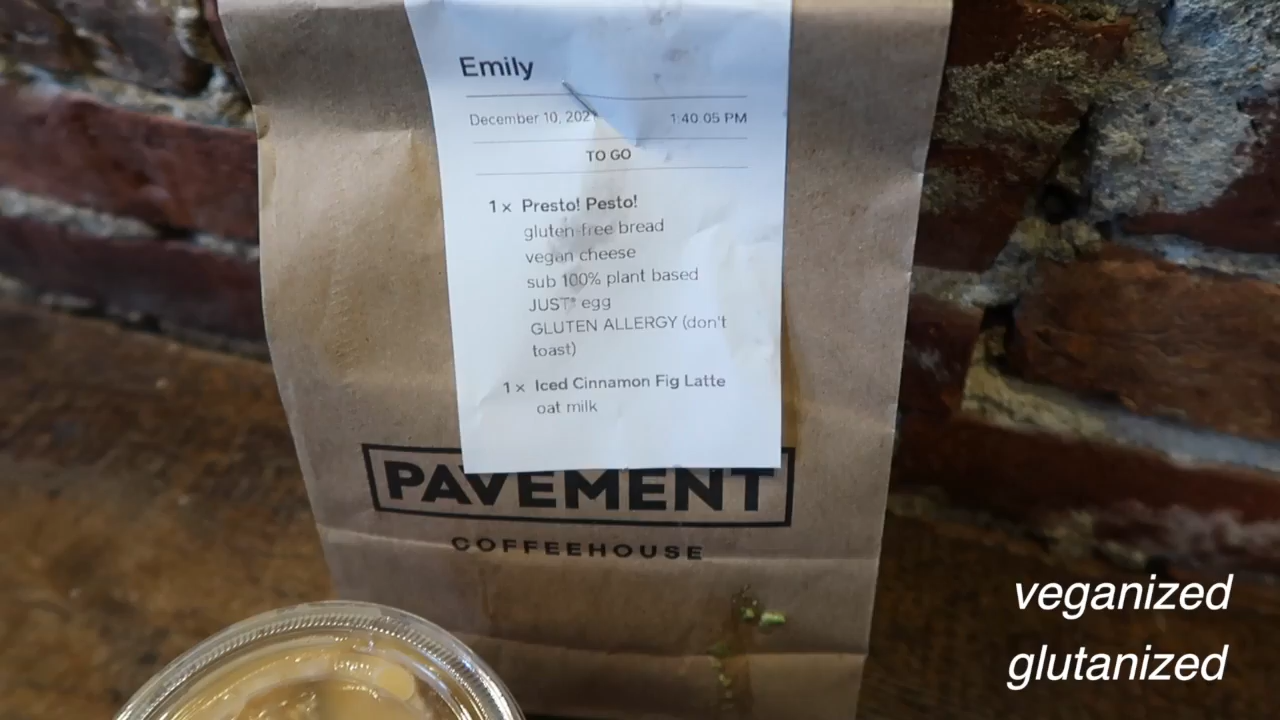 Emily
December 10, 202
1:40:05 PM
TO GO
1 x Presto! Pesto!
gluten-free bread
vegan cheese
sub 100% plant based
JUST® egg
GLUTEN ALLERGY (don't
toast)
1 x Iced Cinnamon Fig Latte
oat milk
PAVEMENT
COFFEEHOUSE
veganized
glutanized